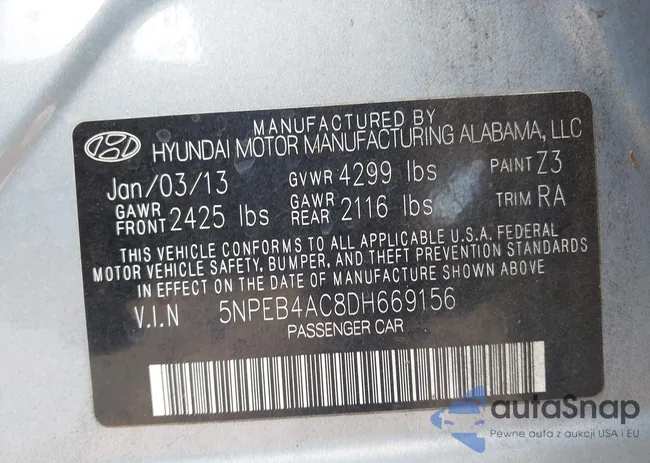 MANUFACTURED BY
HYUNDAI MOTOR MANUFACTURING ALABAMA, LLC
Jan/03/13 GVWR 4299 lbs PAINT Z3
GAWR FRONT 2425 lbs GAWR REAR 2116 lbs TRIM RA
THIS VEHICLE CONFORMS TO ALL APPLICABLE U.S.A. FEDERAL
MOTOR VEHICLE SAFETY, BUMPER, AND THEFT PREVENTION STANDARDS
IN EFFECT ON THE DATE OF MANUFACTURE SHOWN ABOVE
V.I.N 5NPEB4AC8DH669156
PASSENGER CAR
autaSnap
Pewne auta z aukcji USA i EU